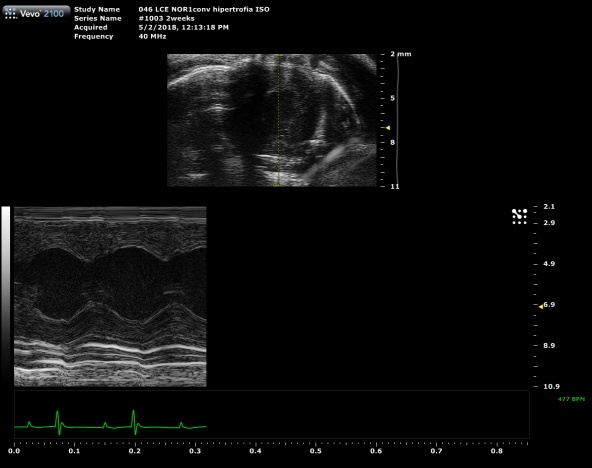 Vevo 2100
Study Name 046 LCE NOR1conv hipertrofia ISO
Series Name #1003 2weeks
Acquired 5/2/2018, 12:13:18 PM
Frequency 40 MHz
2 mm
5
8
11
2.1
2.9
4.9
6.9
8.9
10.9
477 BPM
0.0 0.1 0.2 0.3 0.4 0.5 0.6 0.7 0.8